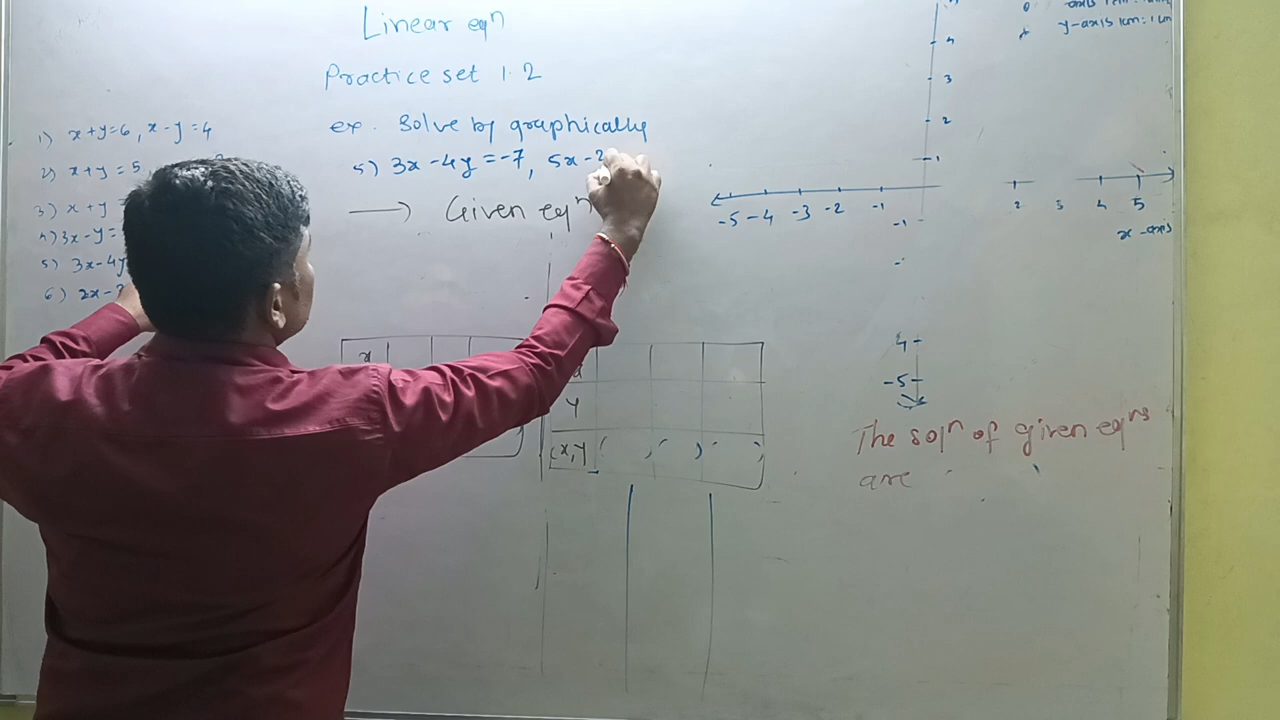 Linear eqn
Practice set 1.2
ex. Solve by graphically
5) 3x-4y=-7, 5x-2
→ Given eqn
1) x+y=6, x-y=4
2) x+y=5
3) x+y
4) 3x-y=
5) 3x-4y
6) 2x-3
x
y
(x,y) ( ) ( ) ( )
y-axis 1cm:1cm
4
3
2
1
-5 -4 -3 -2 -1
2 3 4 5
x-axis
-1
4
-5
The soln of given eqns
are